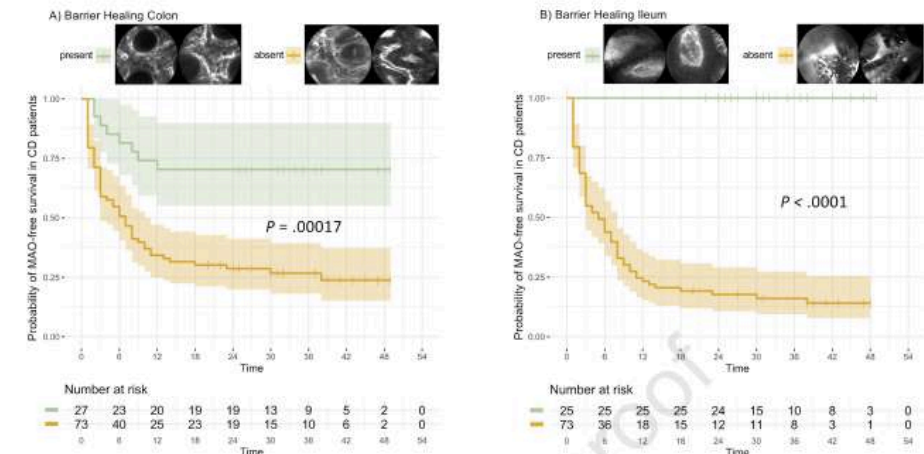 A) Barrier Healing Colon
present
absent
Probability of MAO-free survival in CD patients
1.00
0.75
0.50
0.25
0.00
P = .00017
0 6 12 18 24 30 36 42 48 54
Time
Number at risk
27 23 20 19 19 13 9 5 2 0
73 40 25 23 19 15 10 6 2 0
0 6 12 18 24 30 36 42 48 54
Time
B) Barrier Healing Ileum
present
absent
Probability of MAO-free survival in CD patients
1.00
0.75
0.50
0.25
0.00
P < .0001
0 6 12 18 24 30 36 42 48 54
Time
Number at risk
25 25 25 25 24 15 10 8 3 0
73 36 18 15 12 11 8 3 1 0
0 6 12 18 24 30 36 42 48 54
Time
roof